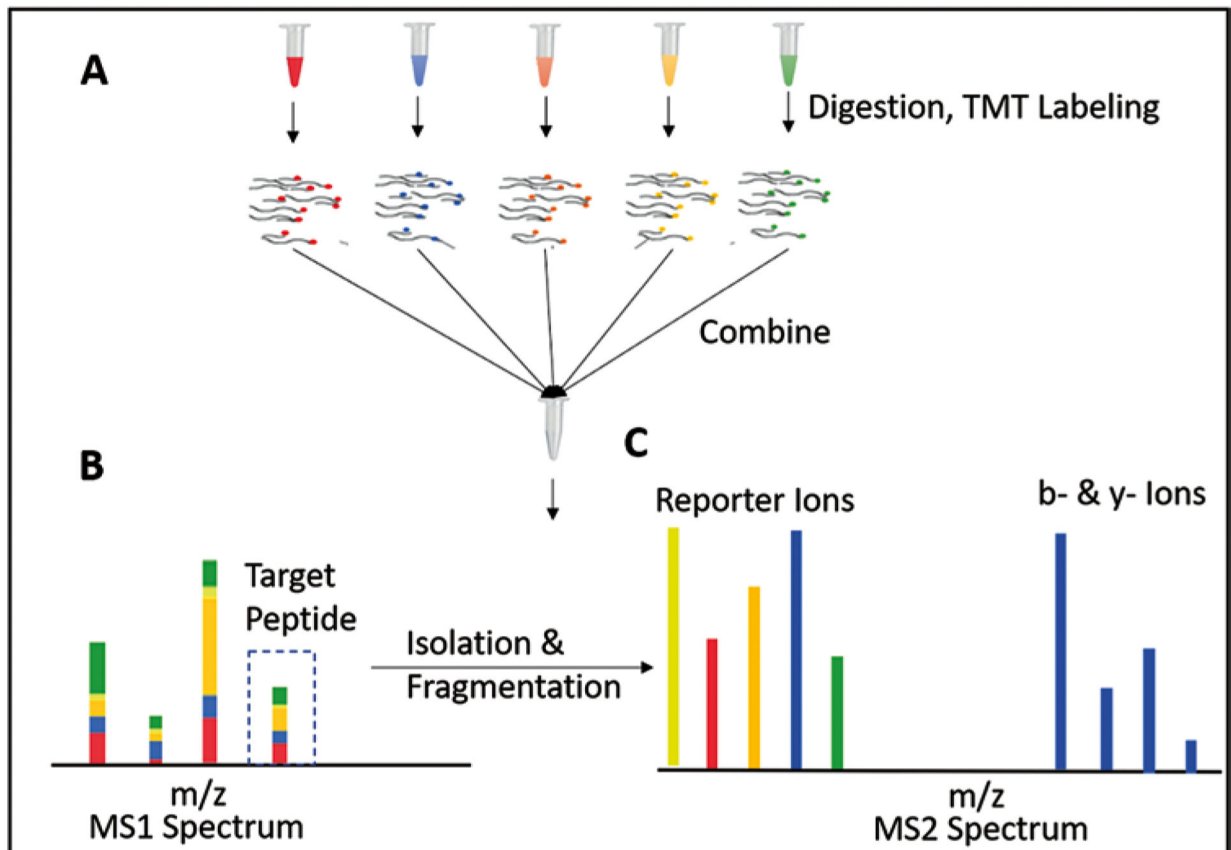 A
Digestion, TMT Labeling
Combine
B
Target
Peptide
m/z
MS1 Spectrum
Isolation &
Fragmentation
C
Reporter Ions
b- & y- Ions
m/z
MS2 Spectrum